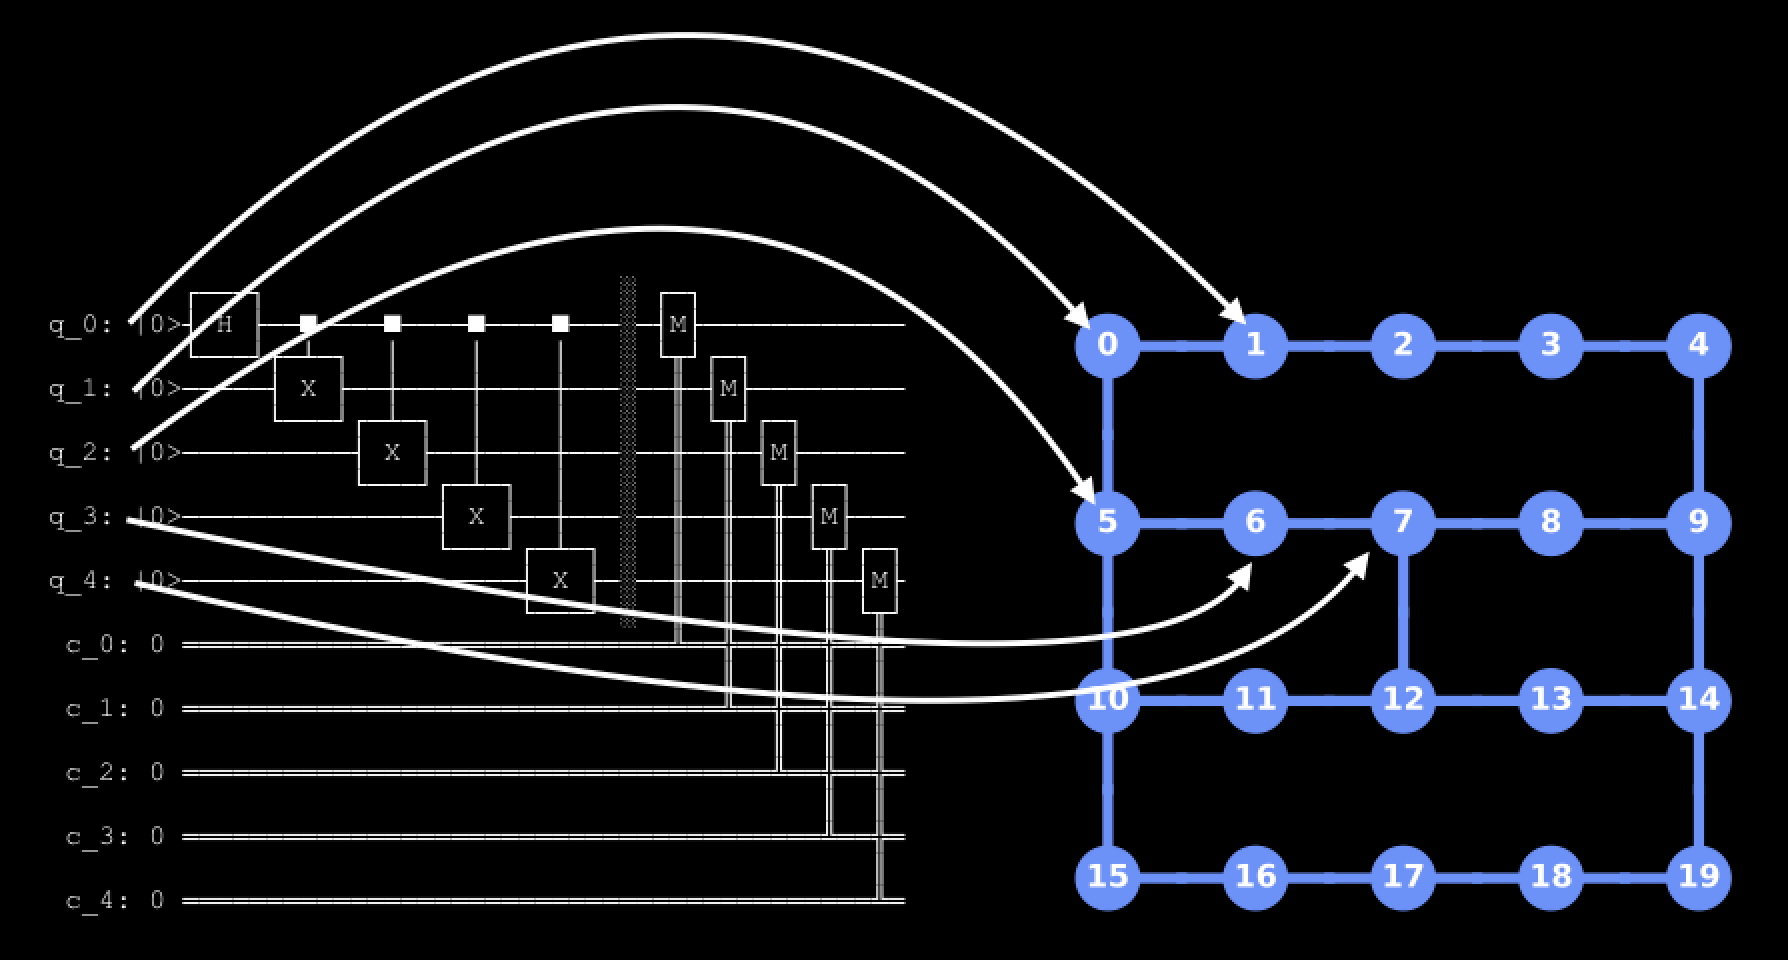 q_0: |0> H M
q_1: |0> X M
q_2: |0> X M
q_3: |0> X M
q_4: |0> X M
c_0: 0
c_1: 0
c_2: 0
c_3: 0
c_4: 0
0 1 2 3 4
5 6 7 8 9
10 11 12 13 14
15 16 17 18 19